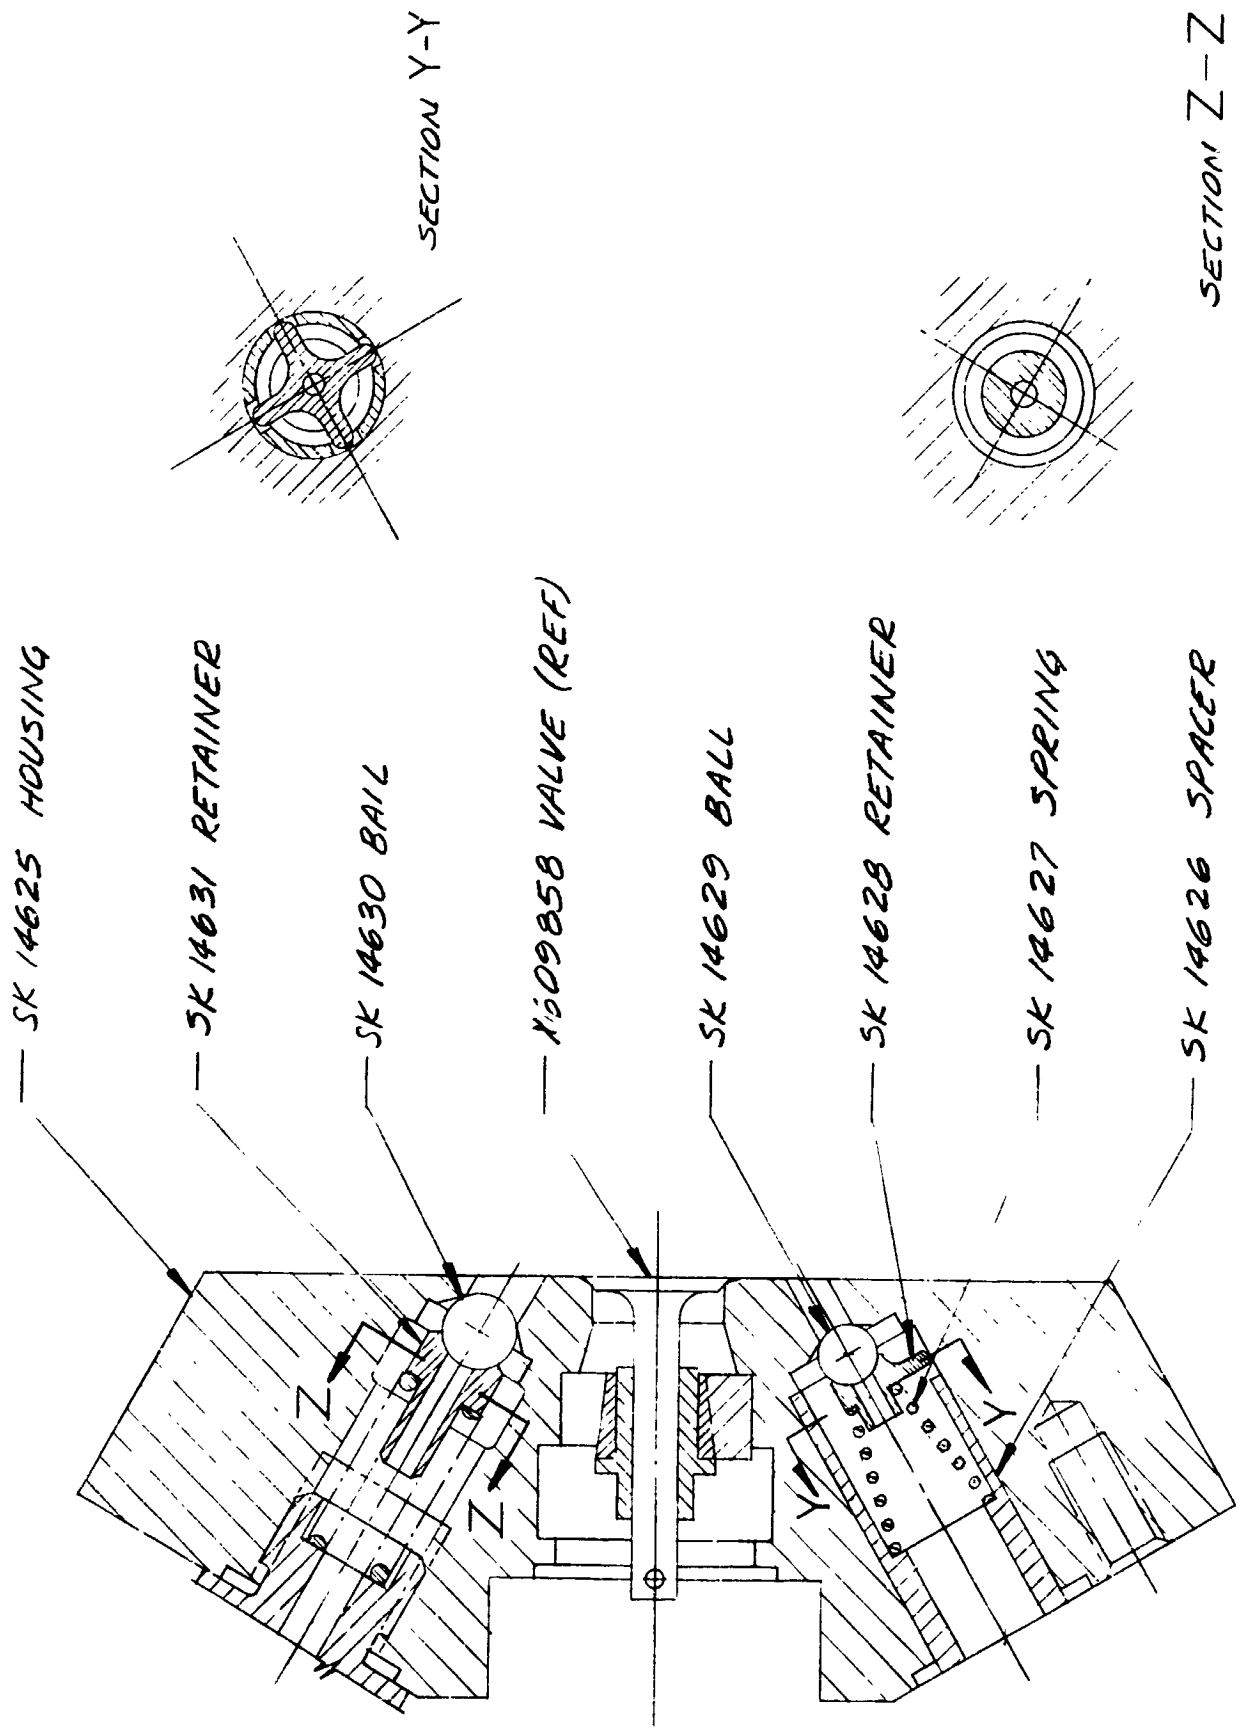 SK 14625 HOUSING
SK 14631 RETAINER
SK 14630 BALL
VALVE (REF)
SK 14629 BALL
SK 14628 RETAINER
SK 14627 SPRING
SK 14626 SPACER
SECTION Y-Y
SECTION Z-Z
Z
Z
Y
Y